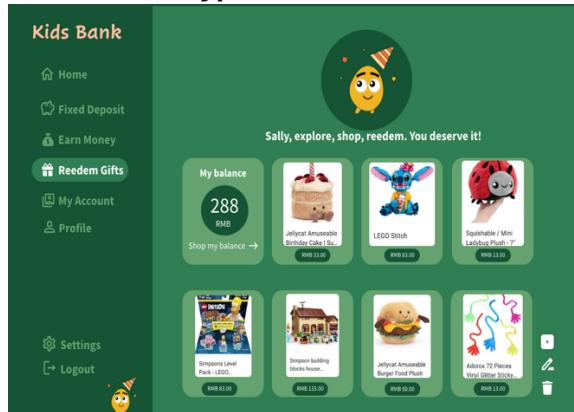 Kids Bank
Home
Fixed Deposit
Earn Money
Reedem Gifts
My Account
Profile
Settings
Logout
Sally, explore, shop, reedem. You deserve it!
My balance
288
RMB
Shop my balance →
Jellycat Amuseable
Birthday Cake | Su...
RMB 33.00
LEGO Stitch
RMB 83.00
Squishable / Mini
Ladybug Plush - 7"
RMB 13.00
Simpsons Level
Pack - LEGO...
RMB 83.00
Simpson building
blocks house...
RMB 133.00
Jellycat Amuseable
Burger Food Plush
RMB 50.00
Adorox 72 Pieces
Vinyl Glitter Sticky...
RMB 13.00